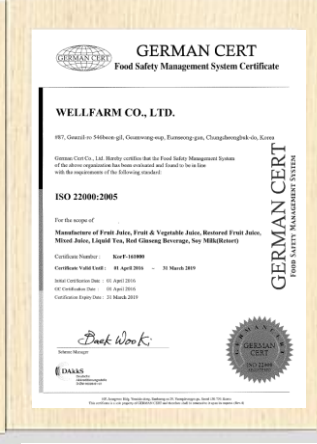 GERMAN CERT
GERMAN CERT
Food Safety Management System Certificate
WELLFARM CO., LTD.
Korea
German Cert Co., Ltd. Hereby certifies that the Food Safety Management System
of the above organization has been evaluated and found to be in line
with the requirements of the following standard:
ISO 22000:2005
For the scope of
Manufacture of Fruit Juice, Fruit & Vegetable Juice, Restored Fruit Juice,
Mixed Juice, Liquid Tea, Red Ginseng Beverage, Soy Milk(Retort)
Certificate Number :
Certificate Valid Until : 01 April 2016 - 31 March 2019
Initial Certification Date : 01 April 2016
Certification Date : 01 April 2016
Certification Expiry Date : 31 March 2019
Scheme Manager
DAkkS
GERMAN CERT
FOOD SAFETY MANAGEMENT SYSTEM
GERMAN
CERT
ISO 22000